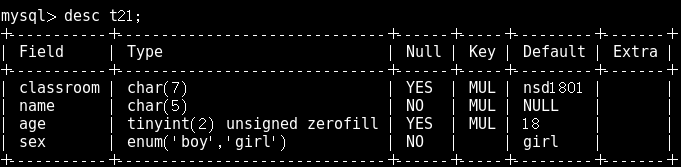 mysql> desc t21;
+-----------+------------------------------+------+-----+---------+-------+
| Field     | Type                         | Null | Key | Default | Extra |
+-----------+------------------------------+------+-----+---------+-------+
| classroom | char(7)                      | YES  | MUL | nsd1801 |       |
| name      | char(5)                      | NO   | MUL | NULL    |       |
| age       | tinyint(2) unsigned zerofill | YES  | MUL | 18      |       |
| sex       | enum('boy','girl')           | NO   |     | girl    |       |
+-----------+------------------------------+------+-----+---------+-------+